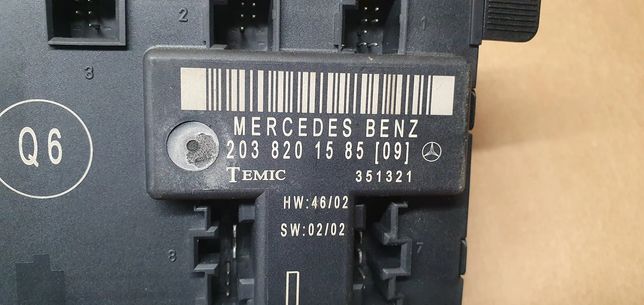 2
1
3
MERCEDES BENZ
203 820 15 85 [09]
TEMIC 351321
Q6
HW:46/02
SW:02/02
8
7